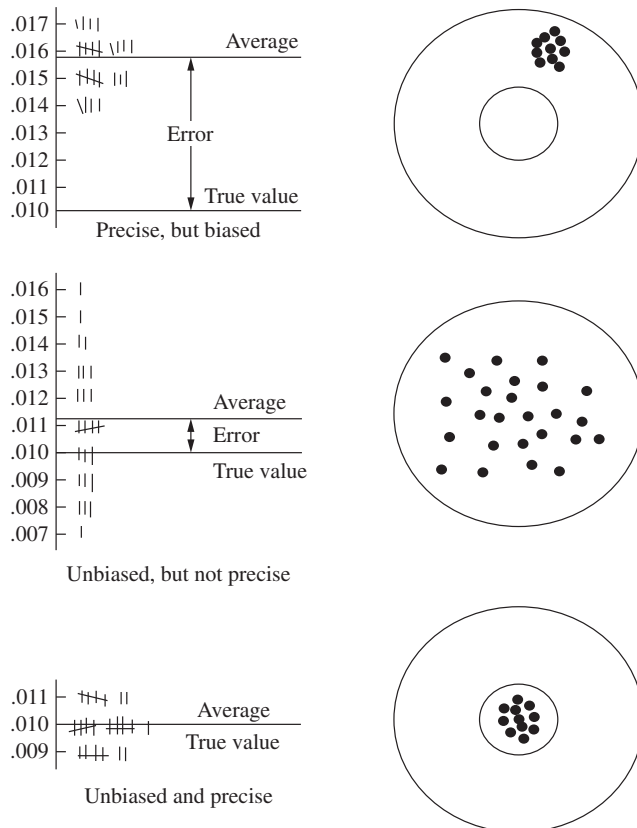 .017
.016
Average
.015
.014
.013
Error
.012
.011
True value
.010
Precise, but biased
.016
.015
.014
.013
.012
Average
.011
Error
.010
True value
.009
.008
.007
Unbiased, but not precise
.011
Average
.010
True value
.009
Unbiased and precise